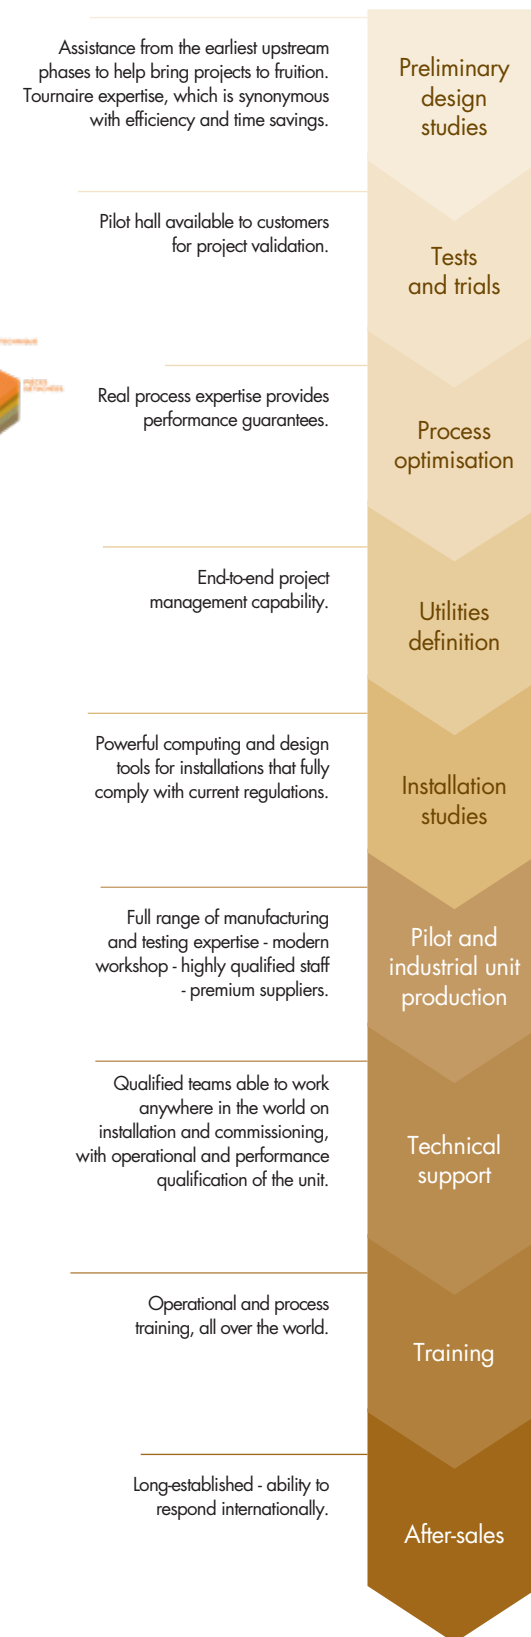 Assistance from the earliest upstream
phases to help bring projects to fruition.
Tournaire expertise, which is synonymous
with efficiency and time savings.
Preliminary
design
studies
Pilot hall available to customers
for project validation.
Tests
and trials
TECHNIQUE
PIÈCES
DÉTACHÉES
Real process expertise provides
performance guarantees.
Process
optimisation
End-to-end project
management capability.
Utilities
definition
Powerful computing and design
tools for installations that fully
comply with current regulations.
Installation
studies
Full range of manufacturing
and testing expertise - modern
workshop - highly qualified staff
- premium suppliers.
Pilot and
industrial unit
production
Qualified teams able to work
anywhere in the world on
installation and commissioning,
with operational and performance
qualification of the unit.
Technical
support
Operational and process
training, all over the world.
Training
Long-established - ability to
respond internationally.
After-sales